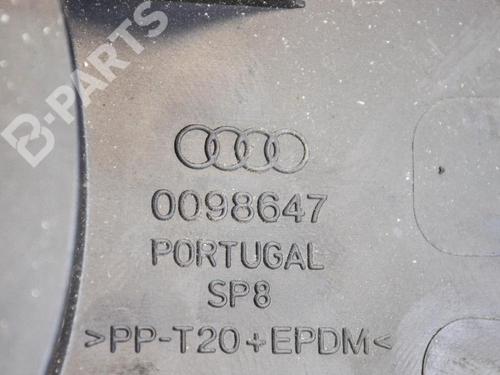 B-PARTS
0098647
PORTUGAL
SP8
>PP-T20+EPDM<